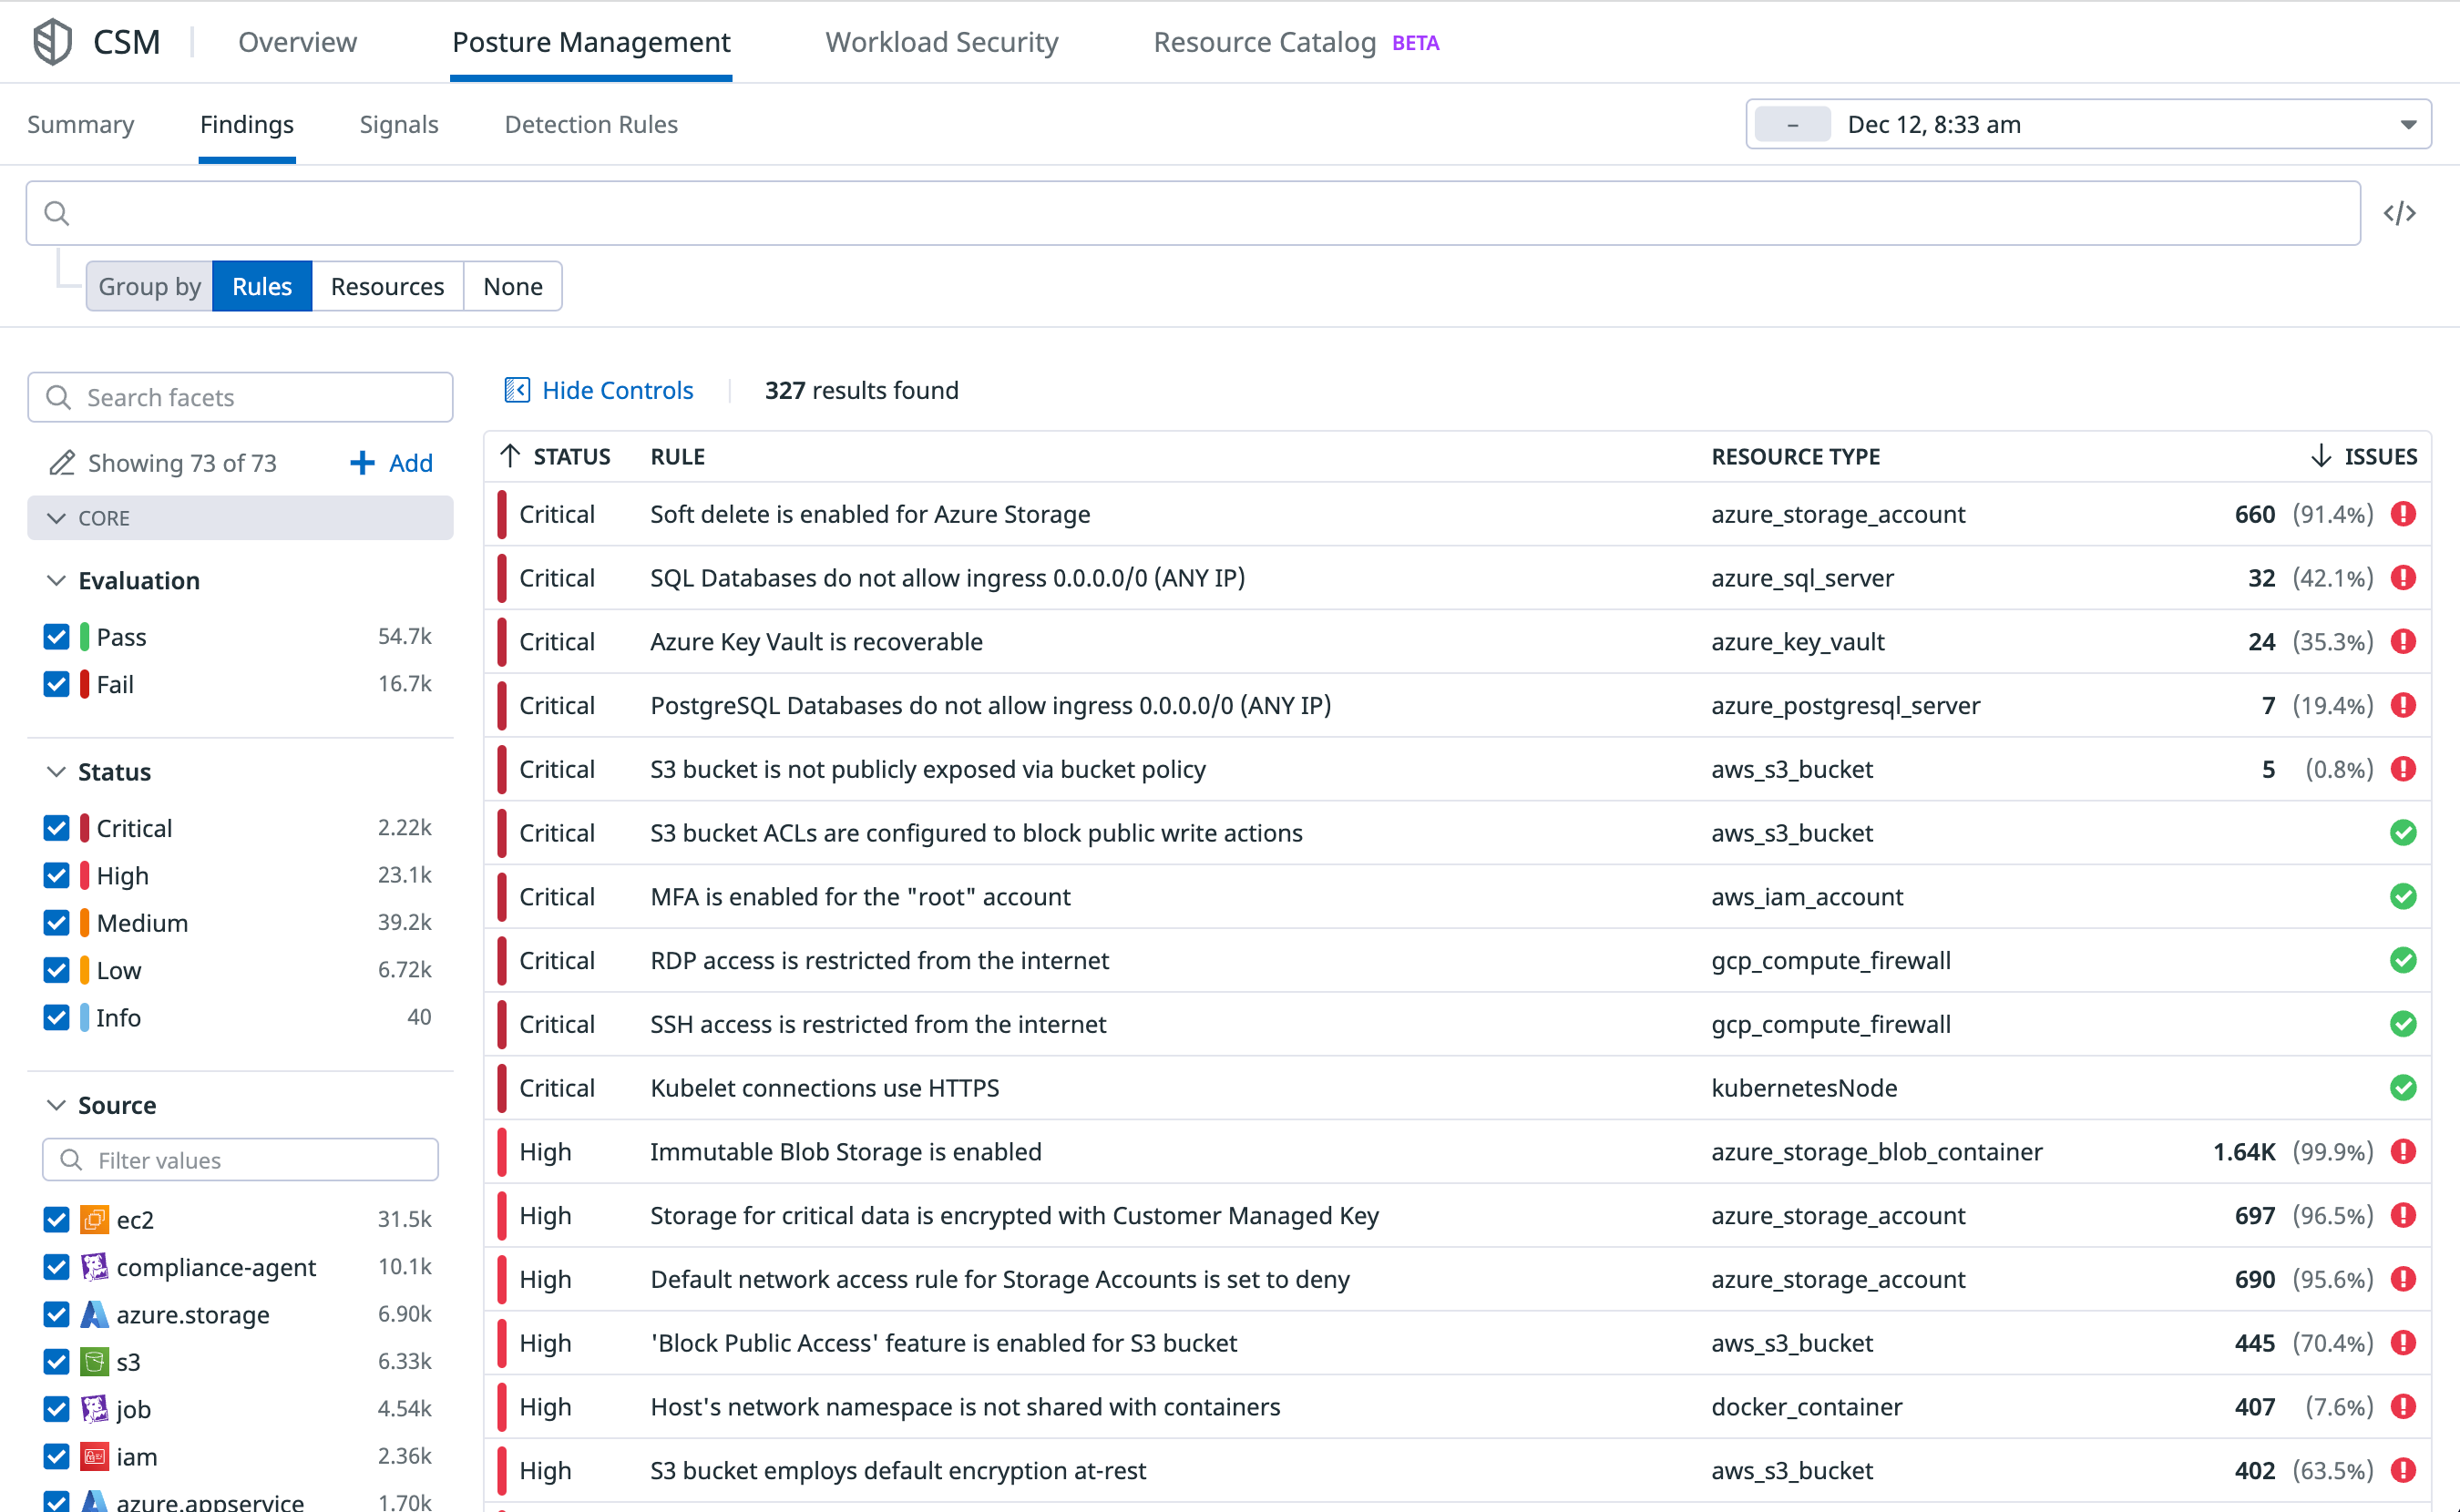 CSM Overview Posture Management Workload Security Resource Catalog BETA
Summary Findings Signals Detection Rules – Dec 12, 8:33 am
</>
Group by Rules Resources None
Search facets
Hide Controls 327 results found
Showing 73 of 73 + Add
STATUS RULE RESOURCE TYPE ISSUES
CORE
Critical Soft delete is enabled for Azure Storage azure_storage_account 660 (91.4%)
Evaluation
Critical SQL Databases do not allow ingress 0.0.0.0/0 (ANY IP) azure_sql_server 32 (42.1%)
Pass 54.7k
Critical Azure Key Vault is recoverable azure_key_vault 24 (35.3%)
Fail 16.7k
Critical PostgreSQL Databases do not allow ingress 0.0.0.0/0 (ANY IP) azure_postgresql_server 7 (19.4%)
Status
Critical S3 bucket is not publicly exposed via bucket policy aws_s3_bucket 5 (0.8%)
Critical 2.22k
Critical S3 bucket ACLs are configured to block public write actions aws_s3_bucket
High 23.1k
Critical MFA is enabled for the "root" account aws_iam_account
Medium 39.2k
Critical RDP access is restricted from the internet gcp_compute_firewall
Low 6.72k
Critical SSH access is restricted from the internet gcp_compute_firewall
Info 40
Critical Kubelet connections use HTTPS kubernetesNode
Source
High Immutable Blob Storage is enabled azure_storage_blob_container 1.64K (99.9%)
Filter values
High Storage for critical data is encrypted with Customer Managed Key azure_storage_account 697 (96.5%)
ec2 31.5k
High Default network access rule for Storage Accounts is set to deny azure_storage_account 690 (95.6%)
compliance-agent 10.1k
azure.storage 6.90k
High 'Block Public Access' feature is enabled for S3 bucket aws_s3_bucket 445 (70.4%)
s3 6.33k
High Host's network namespace is not shared with containers docker_container 407 (7.6%)
job 4.54k
iam 2.36k
High S3 bucket employs default encryption at-rest aws_s3_bucket 402 (63.5%)
azure.appservice 1.70k